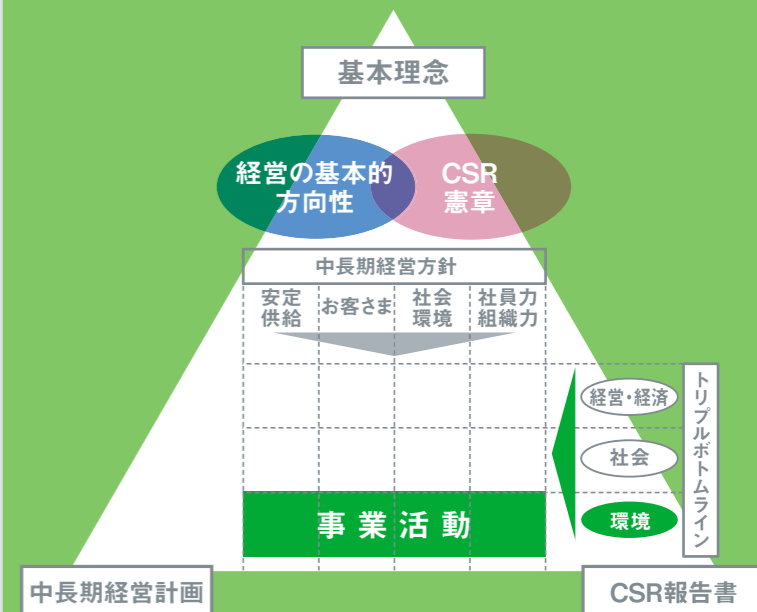 基本理念
経営の基本的
方向性
CSR
憲章
中長期経営方針
安定
供給
お客さま
社会
環境
社員力
組織力
経営・経済
社会
環境
トリプルボトムライン
事業活動
中長期経営計画
CSR報告書